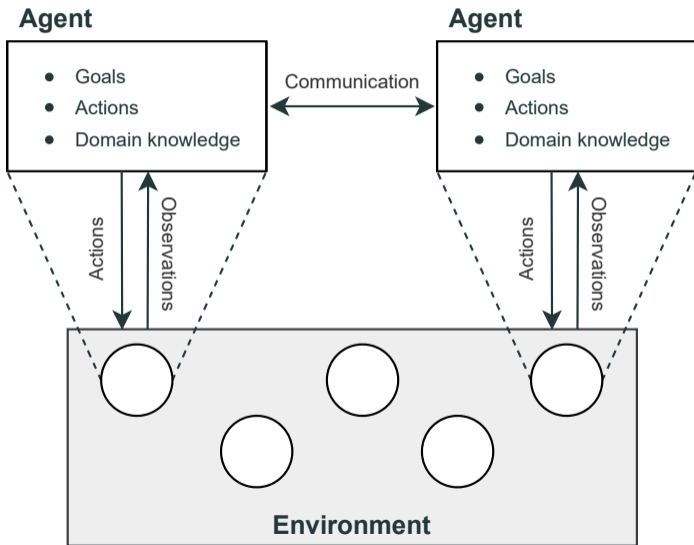 Agent
Agent
Goals
Actions
Domain knowledge
Communication
Goals
Actions
Domain knowledge
Actions
Observations
Actions
Observations
Environment